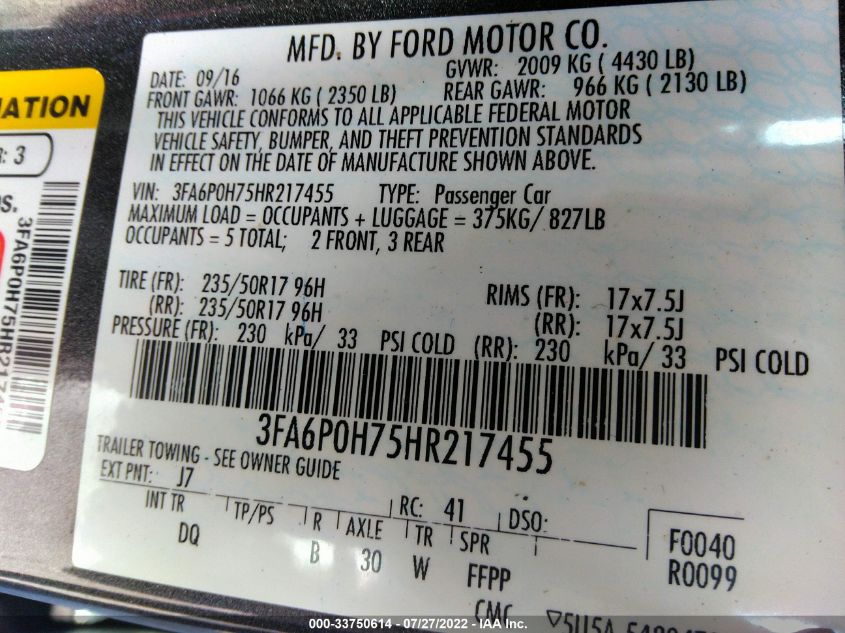 MFD. BY FORD MOTOR CO.
DATE: 09/16
GVWR: 2009 KG ( 4430 LB)
FRONT GAWR: 1066 KG ( 2350 LB)
REAR GAWR: 966 KG ( 2130 LB)
THIS VEHICLE CONFORMS TO ALL APPLICABLE FEDERAL MOTOR
VEHICLE SAFETY, BUMPER, AND THEFT PREVENTION STANDARDS
IN EFFECT ON THE DATE OF MANUFACTURE SHOWN ABOVE.
VIN: 3FA6P0H75HR217455 TYPE: Passenger Car
MAXIMUM LOAD = OCCUPANTS + LUGGAGE = 375KG/ 827LB
OCCUPANTS = 5 TOTAL; 2 FRONT, 3 REAR
TIRE (FR): 235/50R17 96H RIMS (FR): 17x7.5J
(RR): 235/50R17 96H (RR): 17x7.5J
PRESSURE (FR): 230 kPa/ 33 PSI COLD (RR): 230 kPa/ 33 PSI COLD
3FA6P0H75HR217455
TRAILER TOWING - SEE OWNER GUIDE
EXT PNT: J7 RC: 41 DSO:
INT TR TP/PS R AXLE TR SPR
DQ B 30 W FFPP
F0040
R0099
CMC
3
3FA6P0H75HR2174
000-33750614 - 07/27/2022 - IAA Inc.